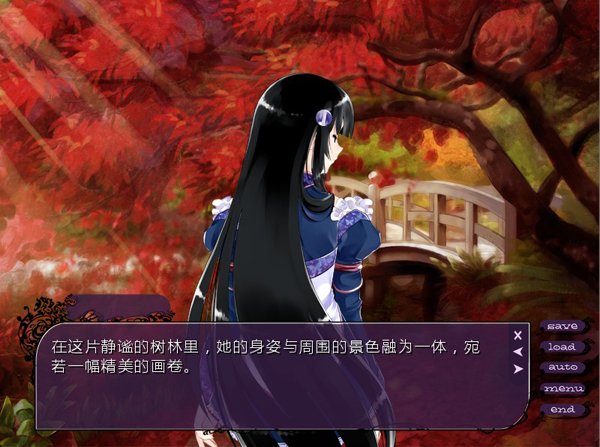 在这片静谧的树林里，她的身姿与周围的景色融为一体，宛
若一幅精美的画卷。
save
load
auto
menu
end